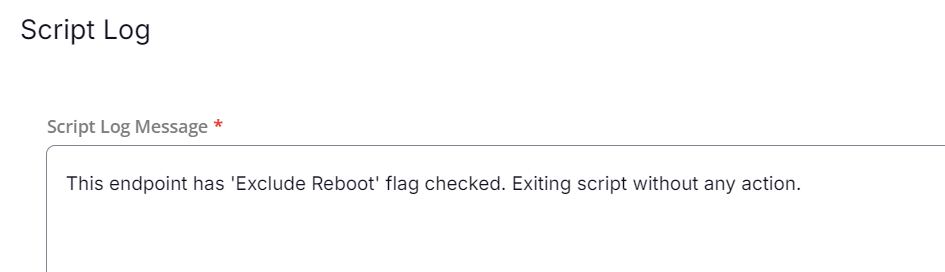 Script Log
Script Log Message *
This endpoint has 'Exclude Reboot' flag checked. Exiting script without any action.